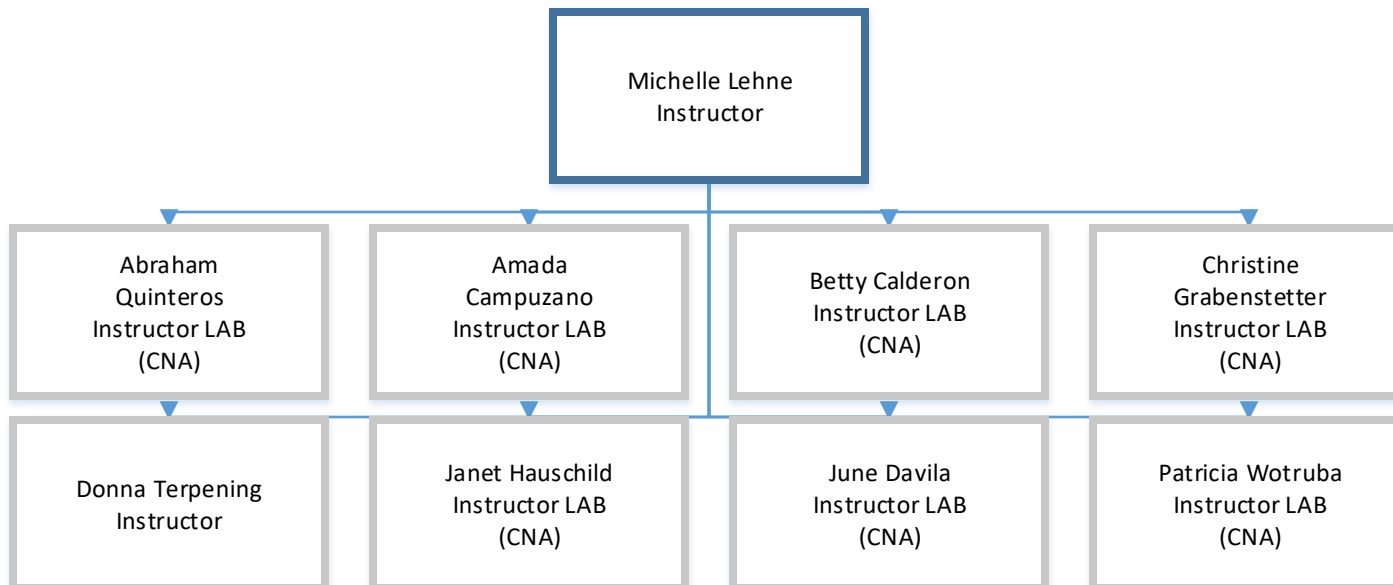 Michelle Lehne
Instructor
Abraham
Quinteros
Instructor LAB
(CNA)
Amada
Campuzano
Instructor LAB
(CNA)
Betty Calderon
Instructor LAB
(CNA)
Christine
Grabenstetter
Instructor LAB
(CNA)
Donna Terpening
Instructor
Janet Hauschild
Instructor LAB
(CNA)
June Davila
Instructor LAB
(CNA)
Patricia Wotruba
Instructor LAB
(CNA)